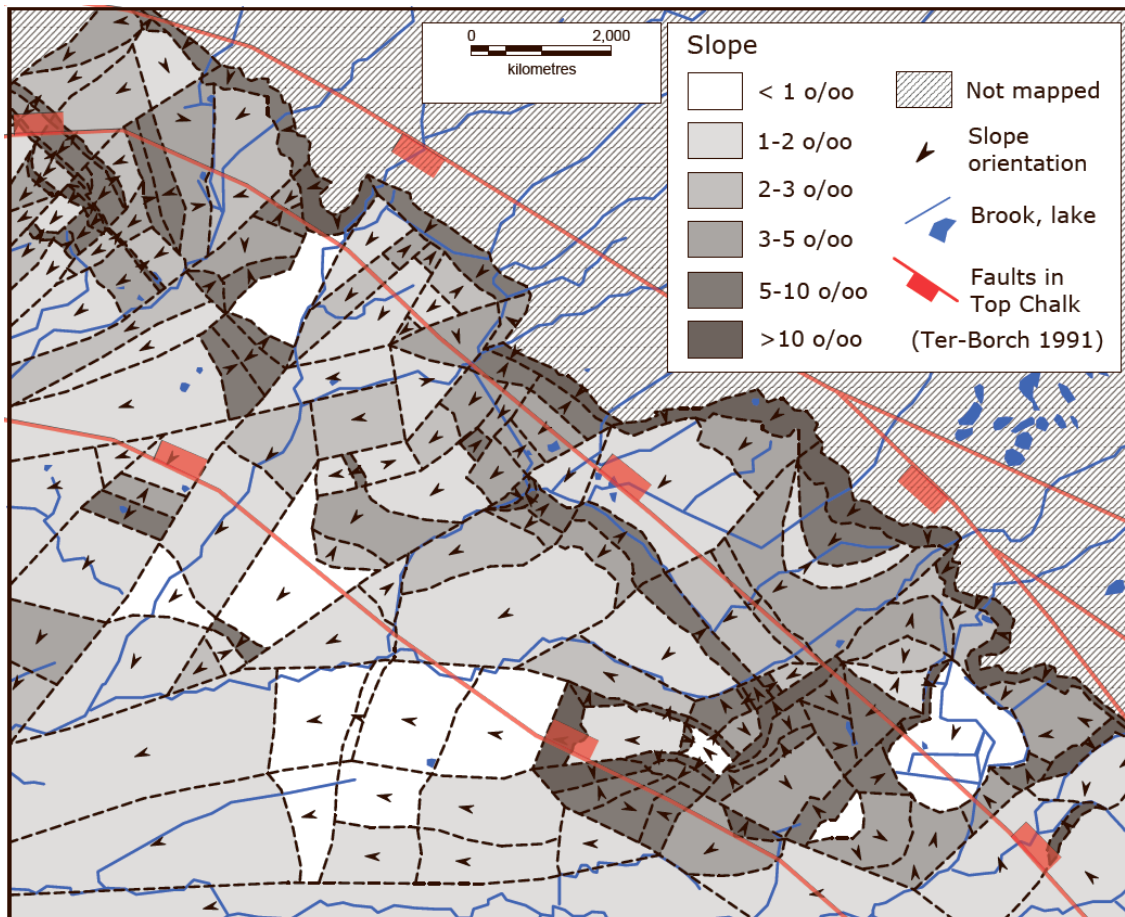 0 2,000
kilometres
Slope
< 1 o/oo
1-2 o/oo
2-3 o/oo
3-5 o/oo
5-10 o/oo
>10 o/oo
Not mapped
Slope
orientation
Brook, lake
Faults in
Top Chalk
(Ter-Borch 1991)